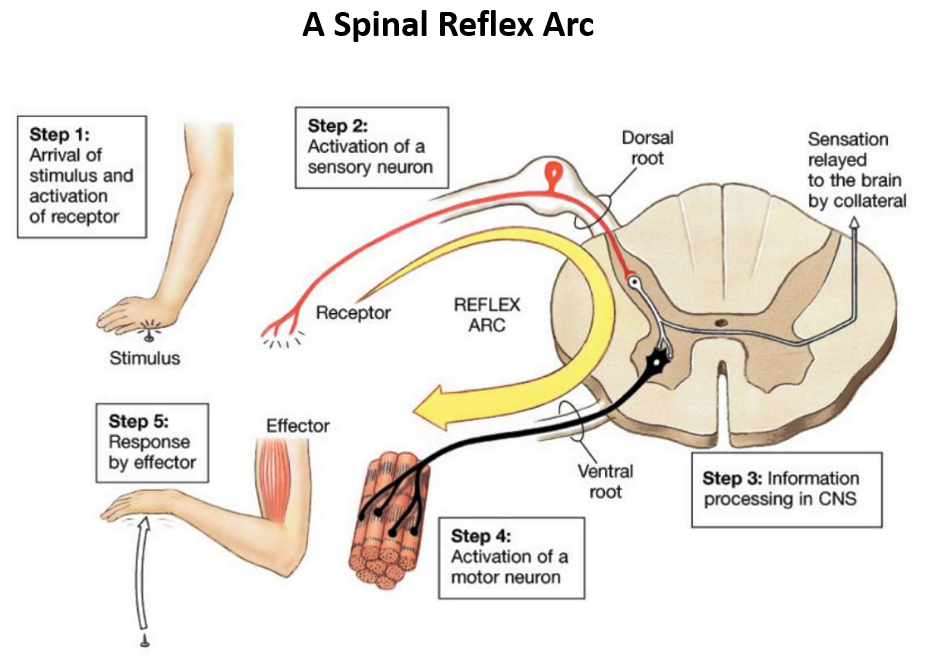 A Spinal Reflex Arc
Step 1:
Arrival of
stimulus and
activation
of receptor
Step 2:
Activation of a
sensory neuron
Dorsal
root
Sensation
relayed
to the brain
by collateral
Receptor
REFLEX
ARC
Stimulus
Step 5:
Response
by effector
Effector
Ventral
root
Step 3: Information
processing in CNS
Step 4:
Activation of a
motor neuron